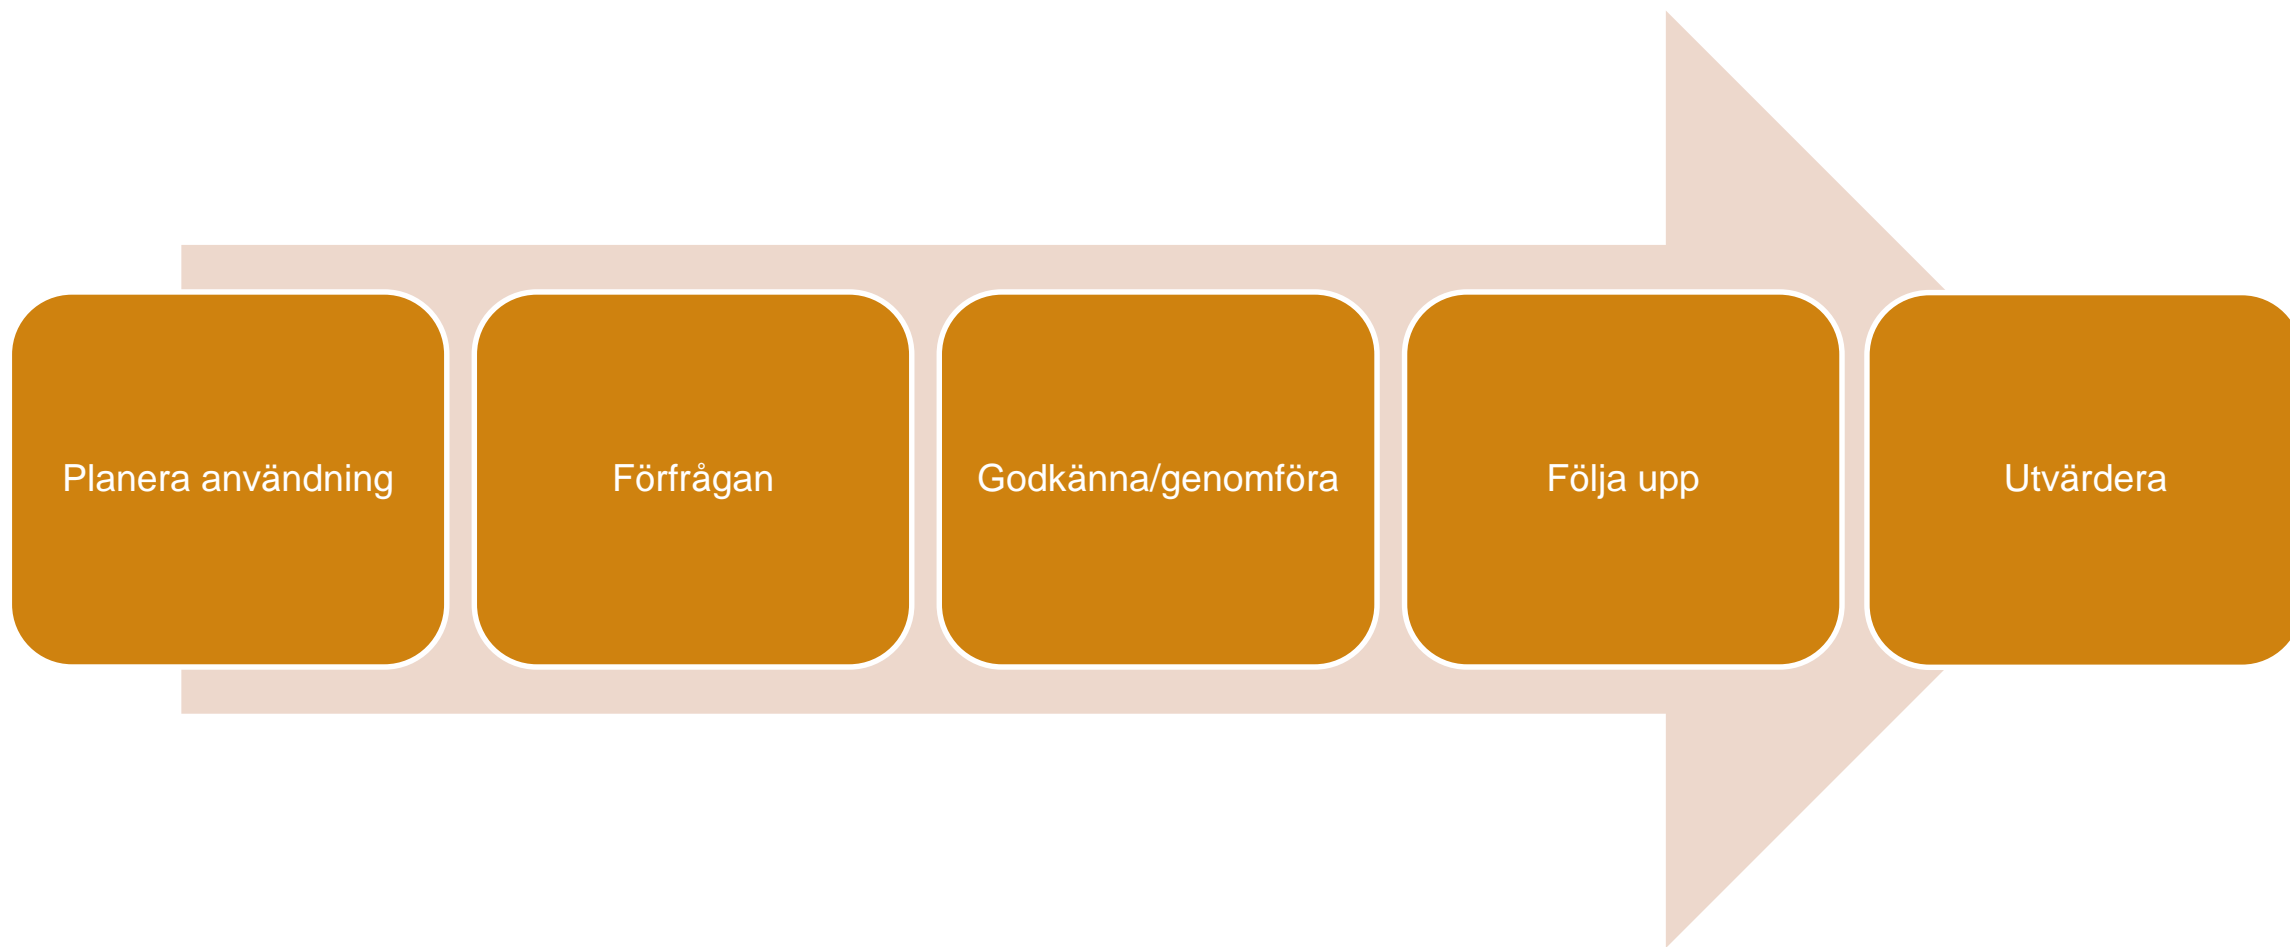 Planera användning
Förfrågan
Godkänna/genomföra
Följa upp
Utvärdera